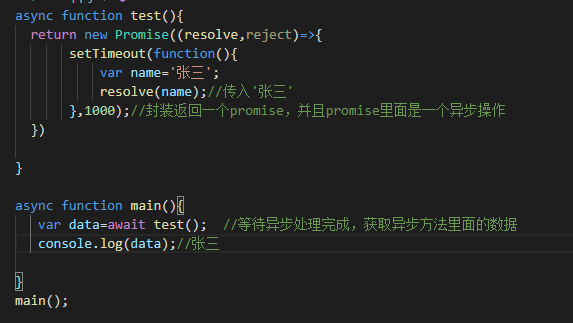 async function test(){
return new Promise((resolve,reject)=>{
setTimeout(function(){
var name='张三';
resolve(name);//传入'张三'
},1000);//封装返回一个promise，并且promise里面是一个异步操作
})
}
async function main(){
var data=await test();  //等待异步处理完成，获取异步方法里面的数据
console.log(data);//张三
}
main();